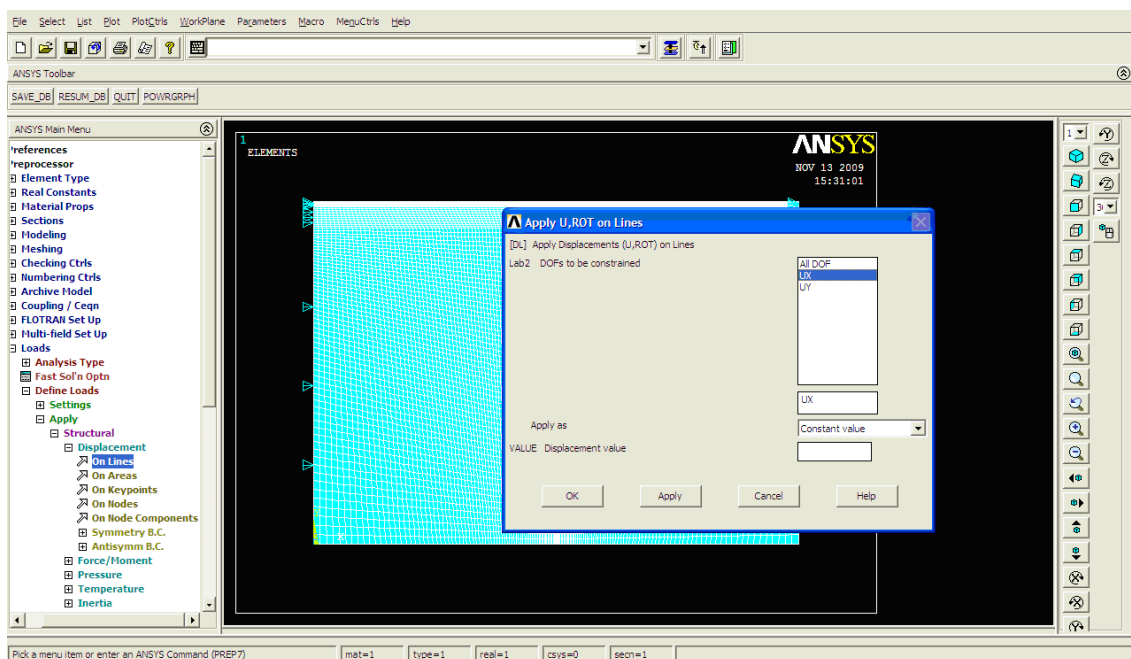 File Select List Plot PlotCtrls WorkPlane Parameters Macro MenuCtrls Help
ANSYS Toolbar
SAVE_DB RESUM_DB QUIT POWRGRPH
ANSYS Main Menu
references
reprocessor
Element Type
Real Constants
Material Props
Sections
Modeling
Meshing
Checking Ctrls
Numbering Ctrls
Archive Model
Coupling / Ceqn
FLOTRAN Set Up
Multi-field Set Up
Loads
Analysis Type
Fast Sol'n Optn
Define Loads
Settings
Apply
Structural
Displacement
On Lines
On Areas
On Keypoints
On Nodes
On Node Components
Symmetry B.C.
Antisymm B.C.
Force/Moment
Pressure
Temperature
Inertia
1
ELEMENTS
ANSYS
NOV 13 2009
15:31:01
X
Apply U,ROT on Lines
[DL] Apply Displacements (U,ROT) on Lines
Lab2 DOFs to be constrained
All DOF
UX
UY
UX
Apply as
Constant value
VALUE Displacement value
OK Apply Cancel Help
1
Pick a menu item or enter an ANSYS Command (PREP7) mat=1 type=1 real=1 csys=0 secn=1